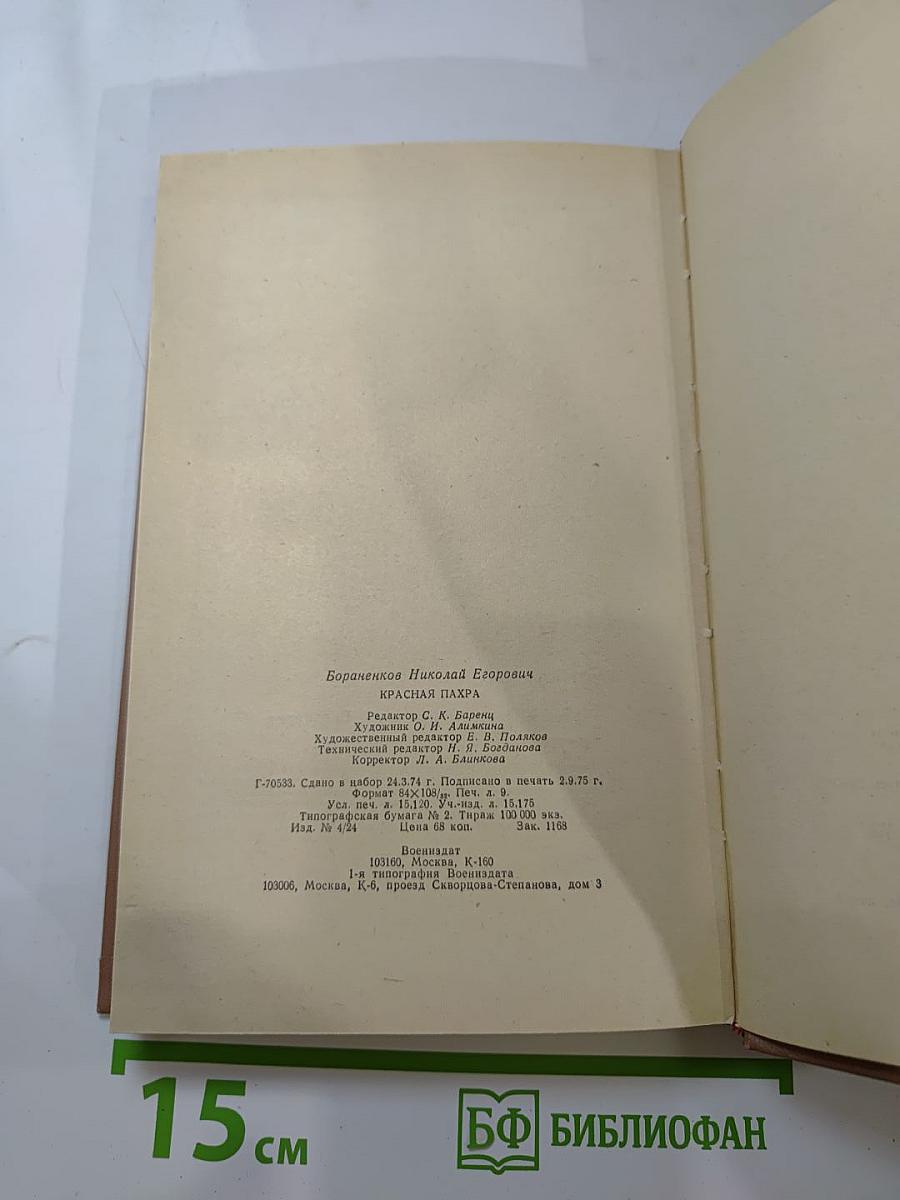 Бораненков Николай Егорович
КРАСНАЯ ПАХРА
Редактор С. К. Баренц
Художник О. И. Алимкина
Художественный редактор Е. В. Поляков
Технический редактор Н. Я. Богданова
Корректор Л. А. Блинкова
Г-70533. Сдано в набор 24.3.74 г. Подписано в печать 2.9.75 г.
Формат 84×108/₃₂. Печ. л. 9.
Усл. печ. л. 15,120. Уч.-изд. л. 15,175
Типографская бумага № 2. Тираж 100 000 экз.
Изд. № 4/24 Цена 68 коп. Зак. 1168
Воениздат
103160, Москва, К-160
1-я типография Воениздата
103006, Москва, К-6, проезд Скворцова-Степанова, дом 3
15 см
БФ БИБЛИОФАН